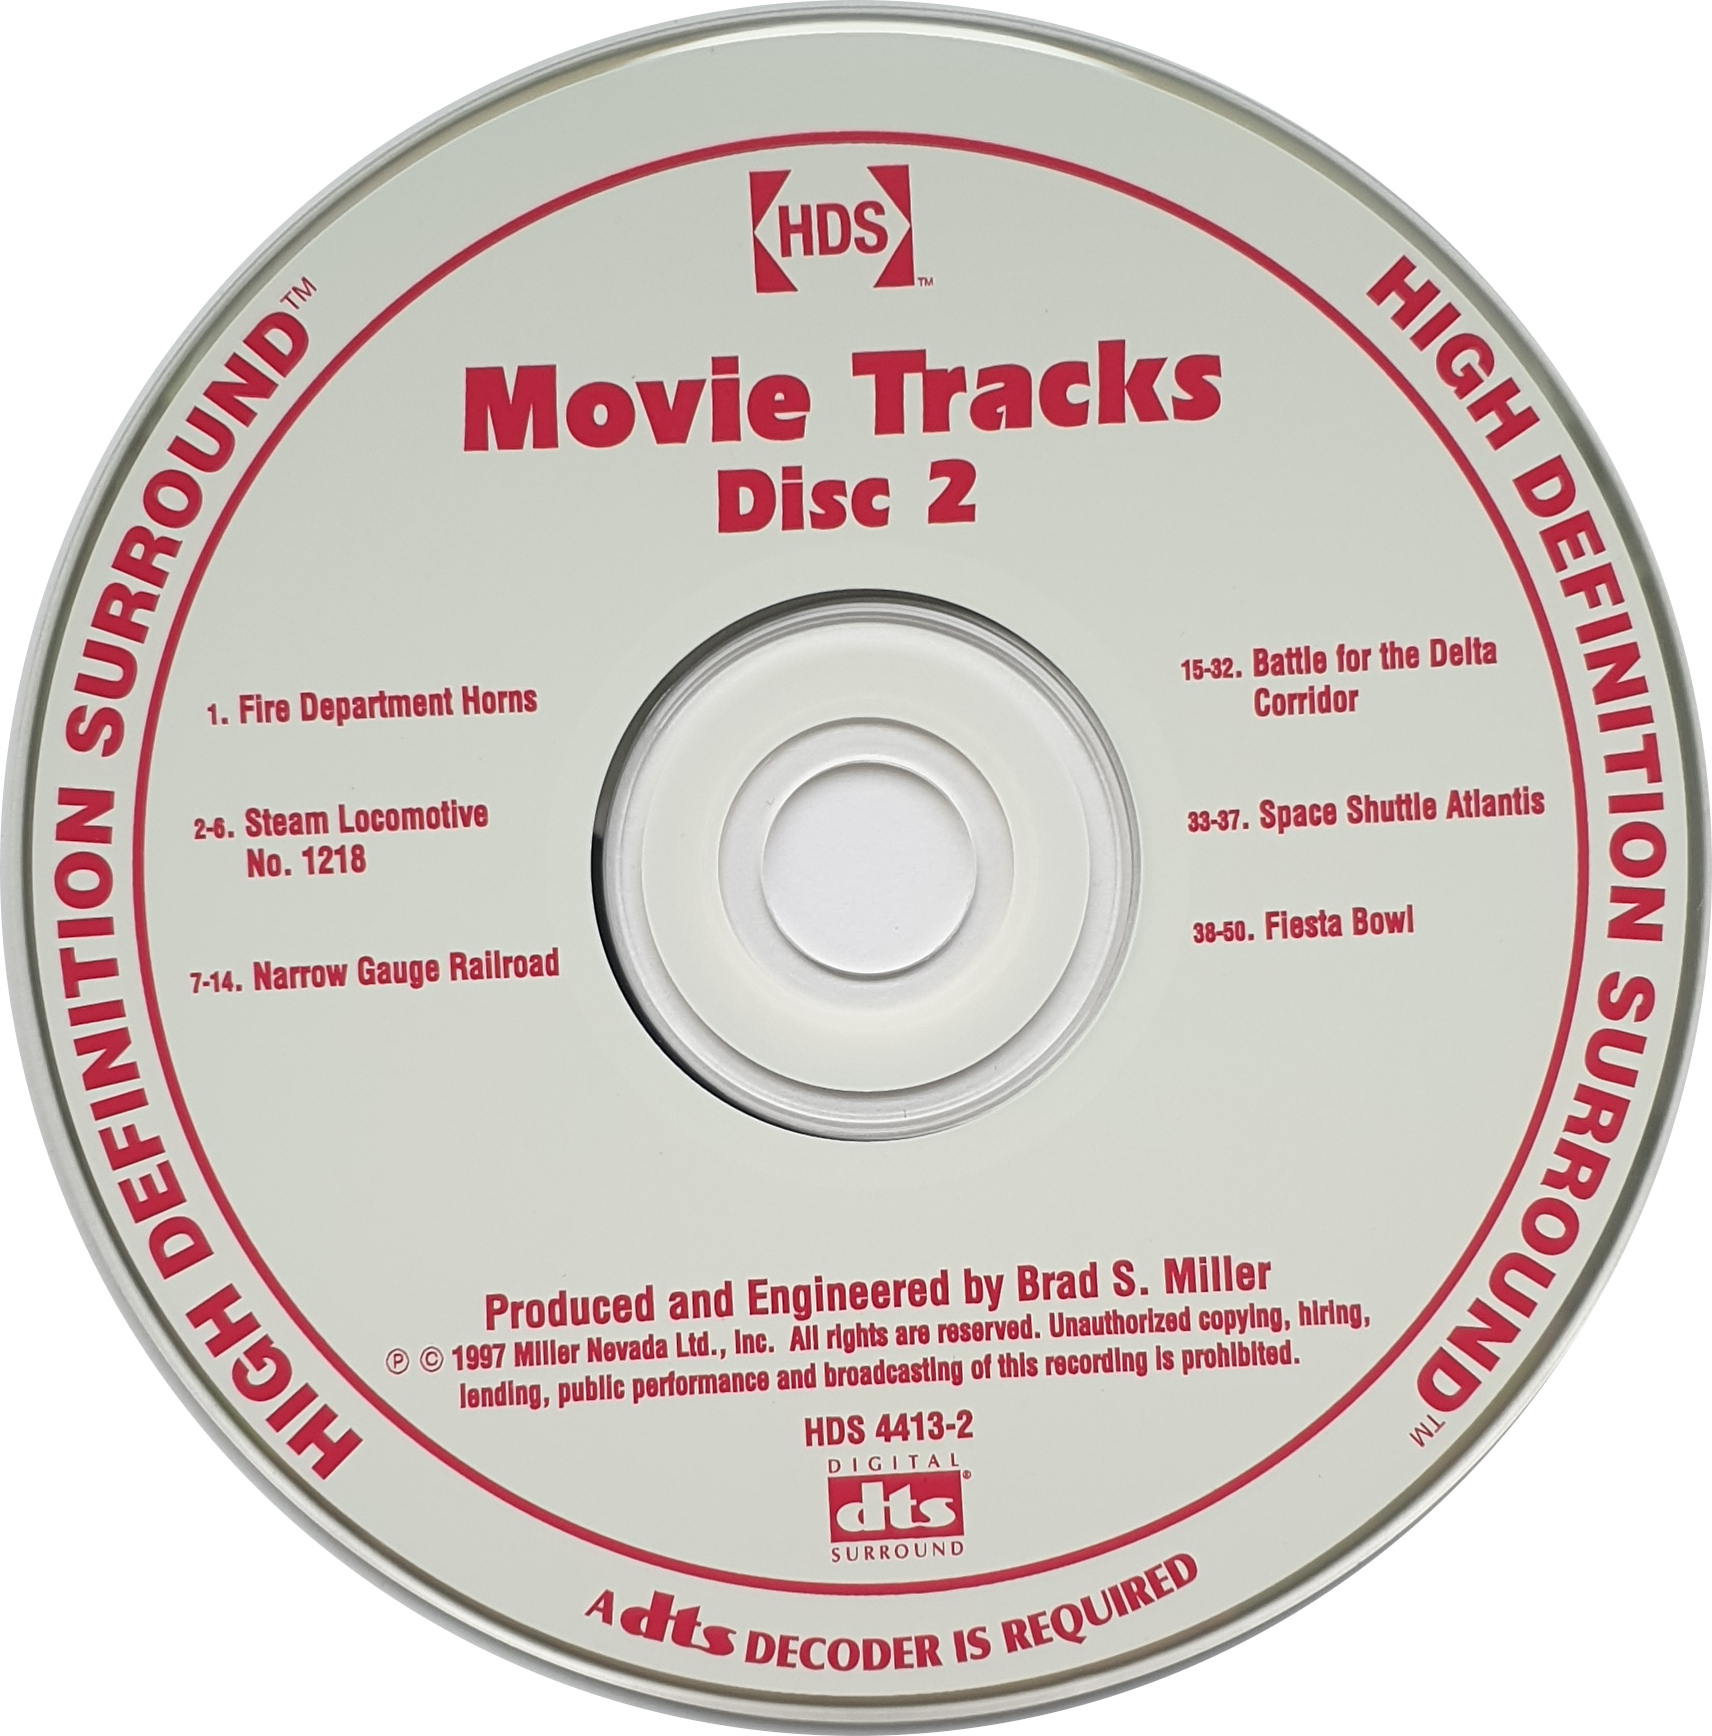 HDS™
Movie Tracks
Disc 2
1. Fire Department Horns
2-6. Steam Locomotive
No. 1218
7-14. Narrow Gauge Railroad
15-32. Battle for the Delta
Corridor
33-37. Space Shuttle Atlantis
38-50. Fiesta Bowl
Produced and Engineered by Brad S. Miller
℗ © 1997 Miller Nevada Ltd., Inc. All rights are reserved. Unauthorized copying, hiring,
lending, public performance and broadcasting of this recording is prohibited.
HDS 4413-2
DIGITAL
dts®
SURROUND
HIGH DEFINITION SURROUND™
HIGH DEFINITION SURROUND™
A dts DECODER IS REQUIRED